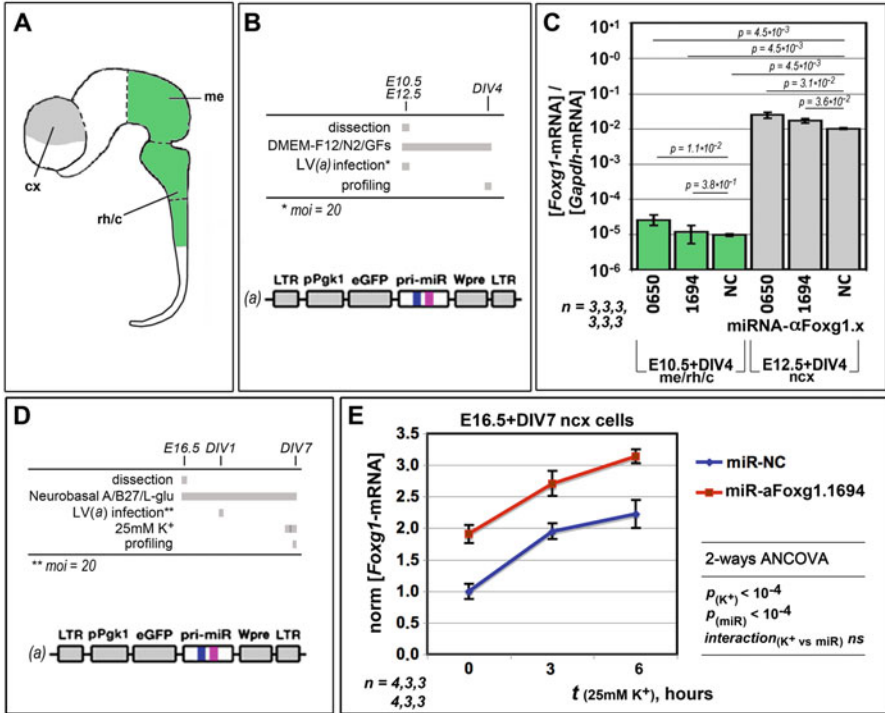 A
me
cx
rh/c
B
E10.5
E12.5
DIV4
dissection
DMEM-F12/N2/GFs
LV(a) infection*
profiling
* moi = 20
LTR pPgk1 eGFP pri-miR Wpre LTR
(a)
C
[Foxg1-mRNA] /
[Gapdh-mRNA]
10•1
10-0
10-1
10-2
10-3
10-4
10-5
10-6
p = 4.5•10-3
p = 4.5•10-3
p = 4.5•10-3
p = 3.1•10-2
p = 3.6•10-2
p = 1.1•10-2
p = 3.8•10-1
0650 1694 NC 0650 1694 NC
n = 3,3,3,
3,3,3
miRNA-αFoxg1.x
E10.5+DIV4
me/rh/c
E12.5+DIV4
ncx
D
E16.5 DIV1 DIV7
dissection
Neurobasal A/B27/L-glu
LV(a) infection**
25mM K+
profiling
** moi = 20
LTR pPgk1 eGFP pri-miR Wpre LTR
(a)
E
E16.5+DIV7 ncx cells
norm [Foxg1-mRNA]
3.5
3.0
2.5
2.0
1.5
1.0
0.5
0.0
0 3 6
n = 4,3,3
4,3,3
t (25mM K+), hours
miR-NC
miR-aFoxg1.1694
2-ways ANCOVA
p(K+) < 10-4
p(miR) < 10-4
interaction(K+ vs miR) ns